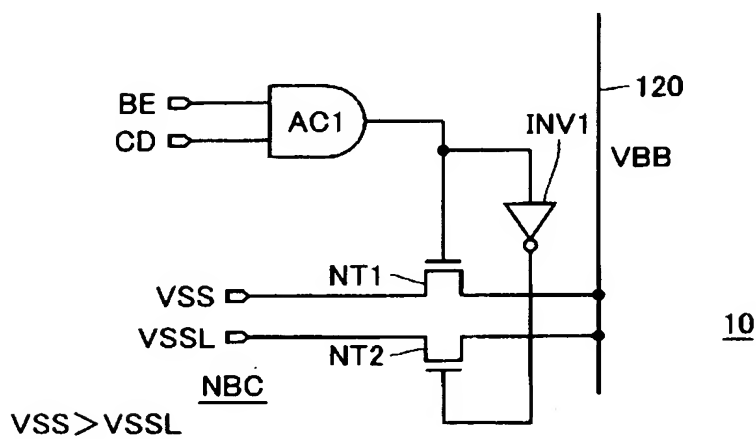 BE
CD
AC1
INV1
120
VBB
NT1
VSS
VSSL
NT2
10
NBC
VSS>VSSL